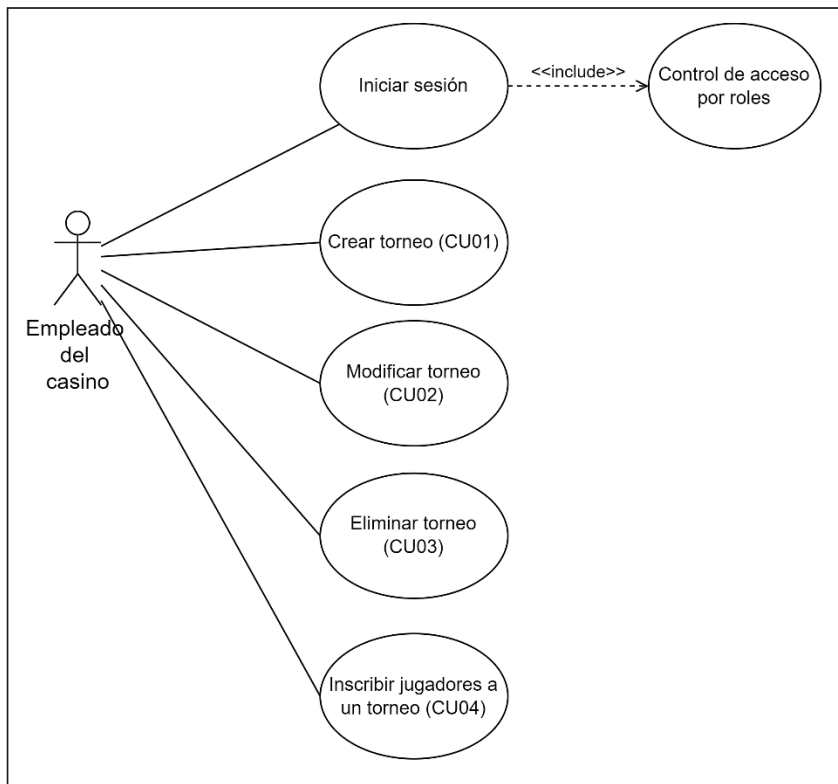 Iniciar sesión
<<include>>
Control de acceso
por roles
Crear torneo (CU01)
Empleado
del
casino
Modificar torneo
(CU02)
Eliminar torneo
(CU03)
Inscribir jugadores a
un torneo (CU04)